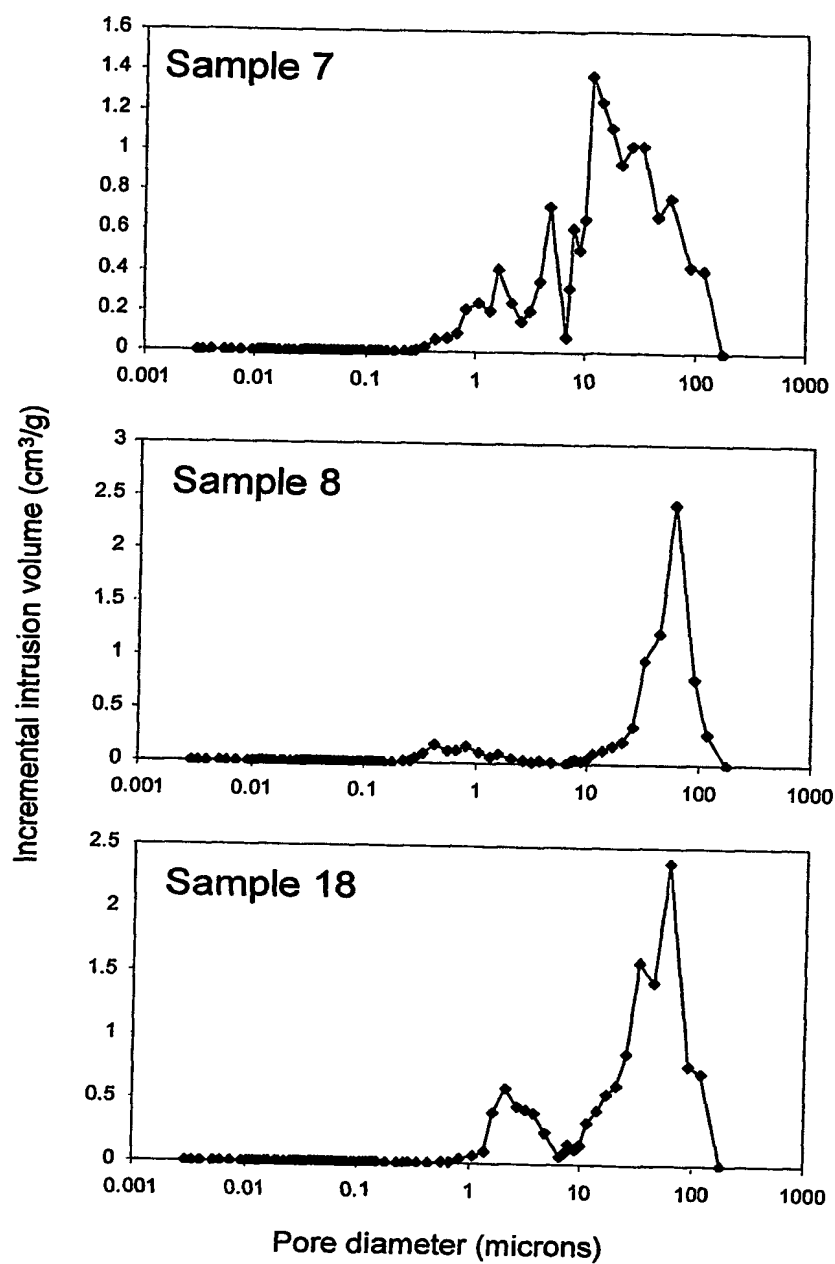 Incremental intrusion volume (cm³/g)
Sample 7
1.6
1.4
1.2
1
0.8
0.6
0.4
0.2
0
0.001 0.01 0.1 1 10 100 1000
Sample 8
3
2.5
2
1.5
1
0.5
0
0.001 0.01 0.1 1 10 100 1000
Sample 18
2.5
2
1.5
1
0.5
0
0.001 0.01 0.1 1 10 100 1000
Pore diameter (microns)